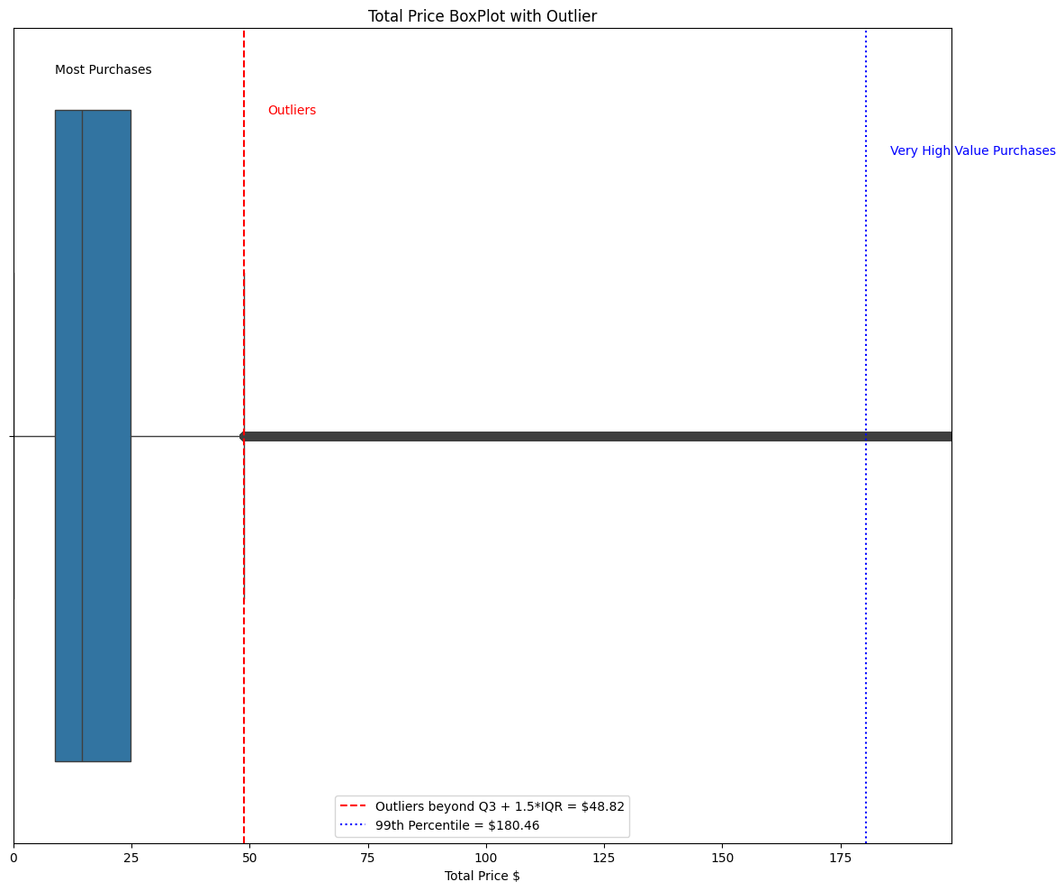 Total Price BoxPlot with Outlier
Most Purchases
Outliers
Very High Value Purchases
Outliers beyond Q3 + 1.5*IQR = $48.82
99th Percentile = $180.46
0 25 50 75 100 125 150 175
Total Price $